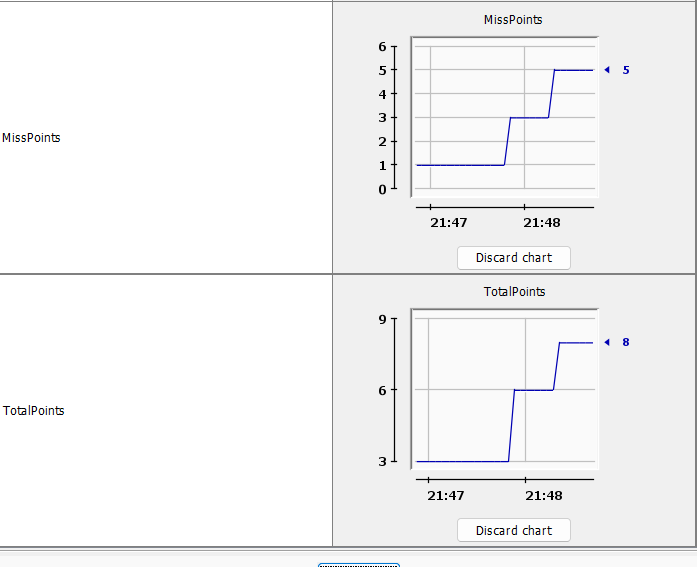 MissPoints
MissPoints
6
5
4
3
2
1
0
5
21:47 21:48
Discard chart
TotalPoints
TotalPoints
9
6
3
8
21:47 21:48
Discard chart